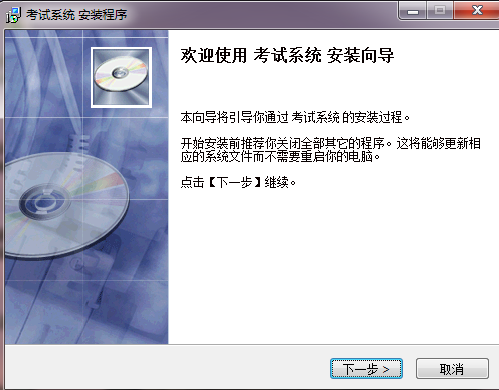 考试系统 安装程序
欢迎使用 考试系统 安装向导
本向导将引导你通过 考试系统 的安装过程。
开始安装前推荐你关闭全部其它的程序。这将能够更新相
应的系统文件而不需要重启你的电脑。
点击【下一步】继续。
下一步 >
取消